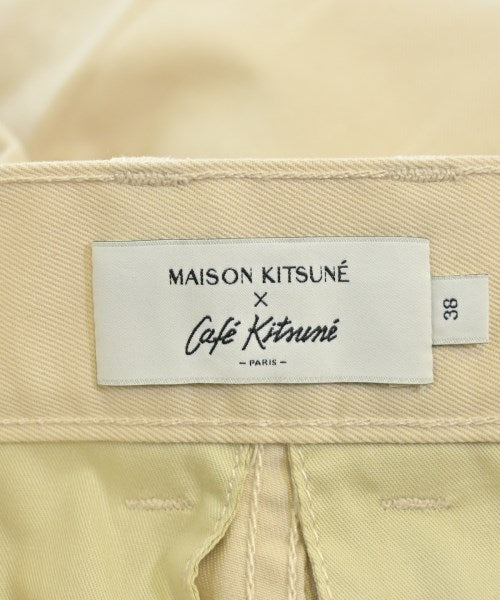 MAISON KITSUNÉ
×
Café Kitsuné
– PARIS –
38